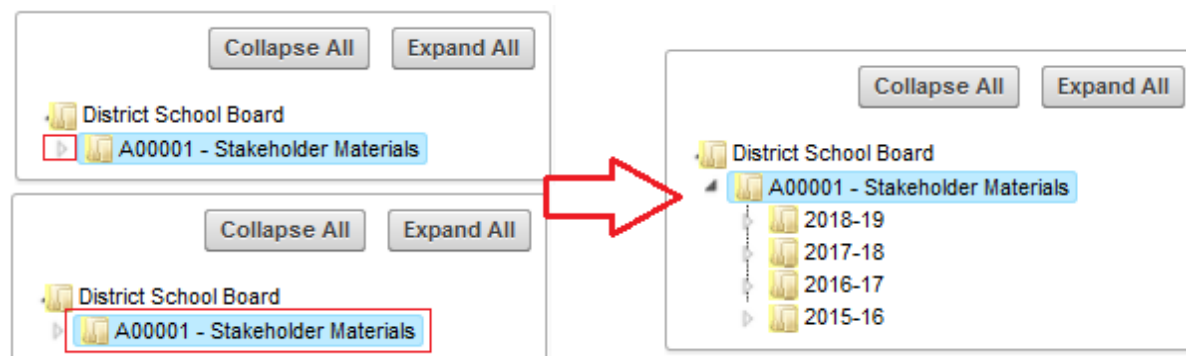 Collapse All Expand All
District School Board
A00001 - Stakeholder Materials
Collapse All Expand All
District School Board
A00001 - Stakeholder Materials
Collapse All Expand All
District School Board
A00001 - Stakeholder Materials
2018-19
2017-18
2016-17
2015-16